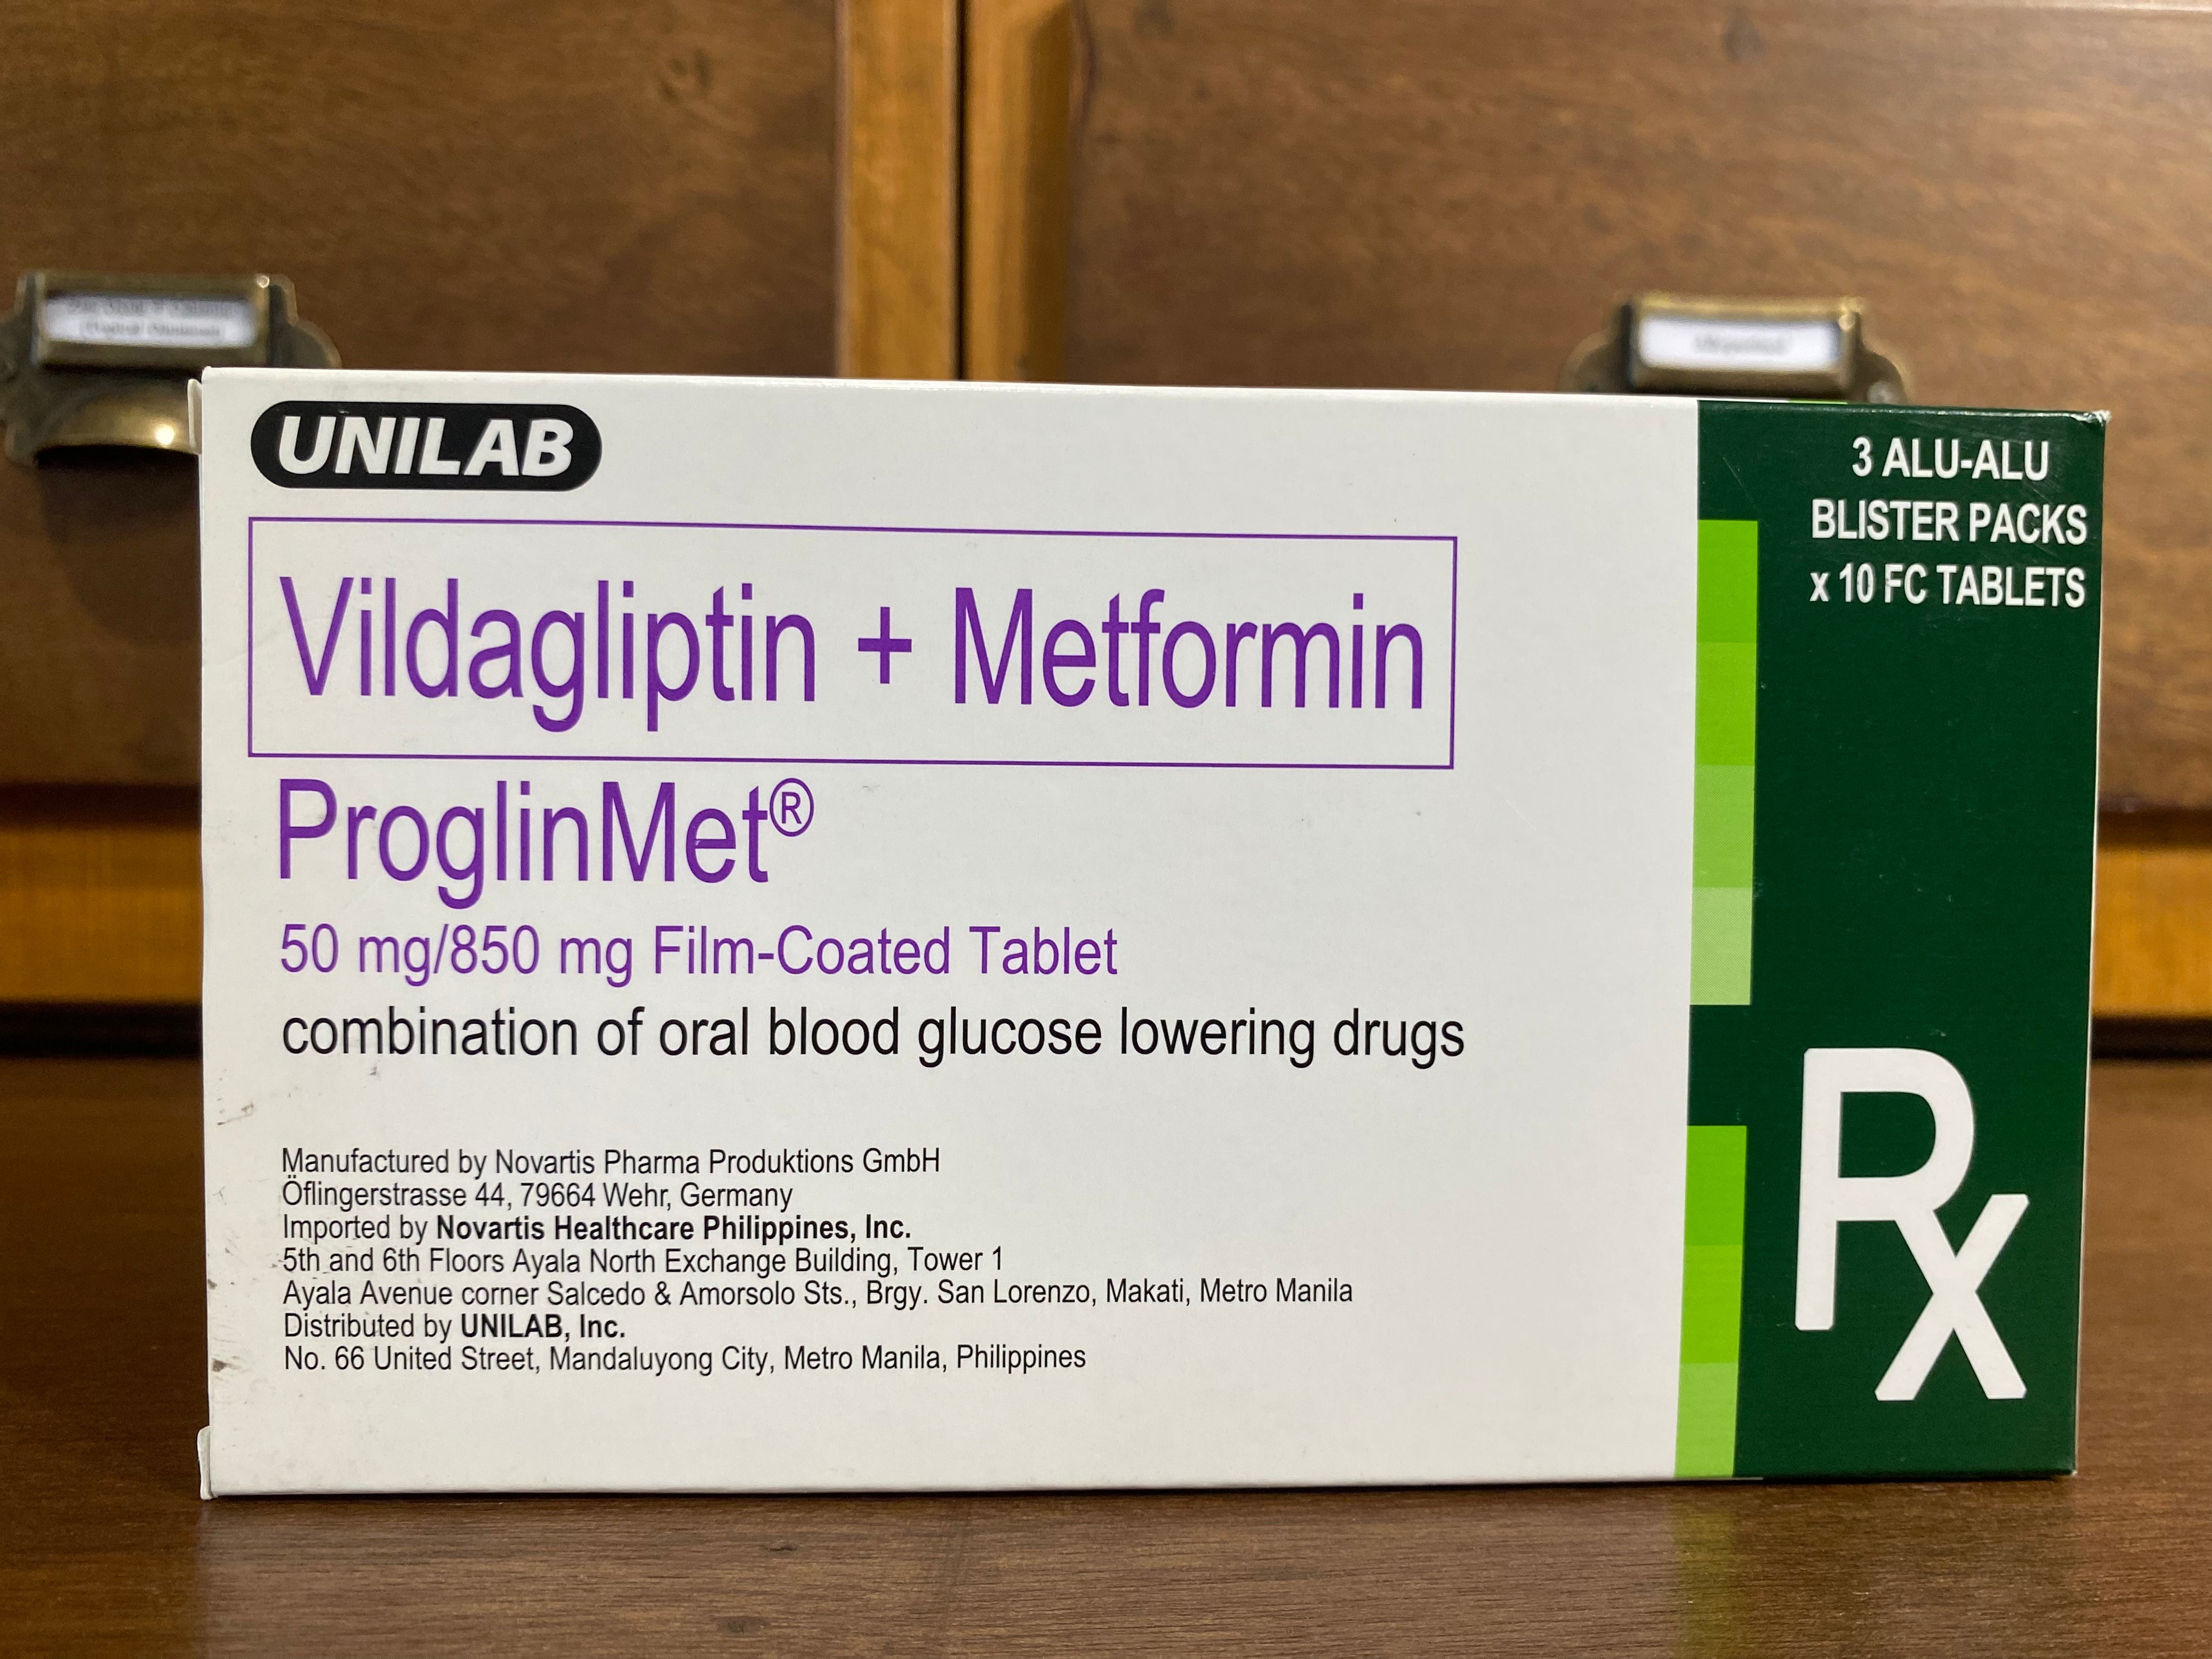 UNILAB
Vildagliptin + Metformin
ProglinMet®
50 mg/850 mg Film-Coated Tablet
combination of oral blood glucose lowering drugs
Manufactured by Novartis Pharma Produktions GmbH
Öflingerstrasse 44, 79664 Wehr, Germany
Imported by Novartis Healthcare Philippines, Inc.
5th and 6th Floors Ayala North Exchange Building, Tower 1
Ayala Avenue corner Salcedo & Amorsolo Sts., Brgy. San Lorenzo, Makati, Metro Manila
Distributed by UNILAB, Inc.
No. 66 United Street, Mandaluyong City, Metro Manila, Philippines
3 ALU-ALU
BLISTER PACKS
x 10 FC TABLETS
Rx